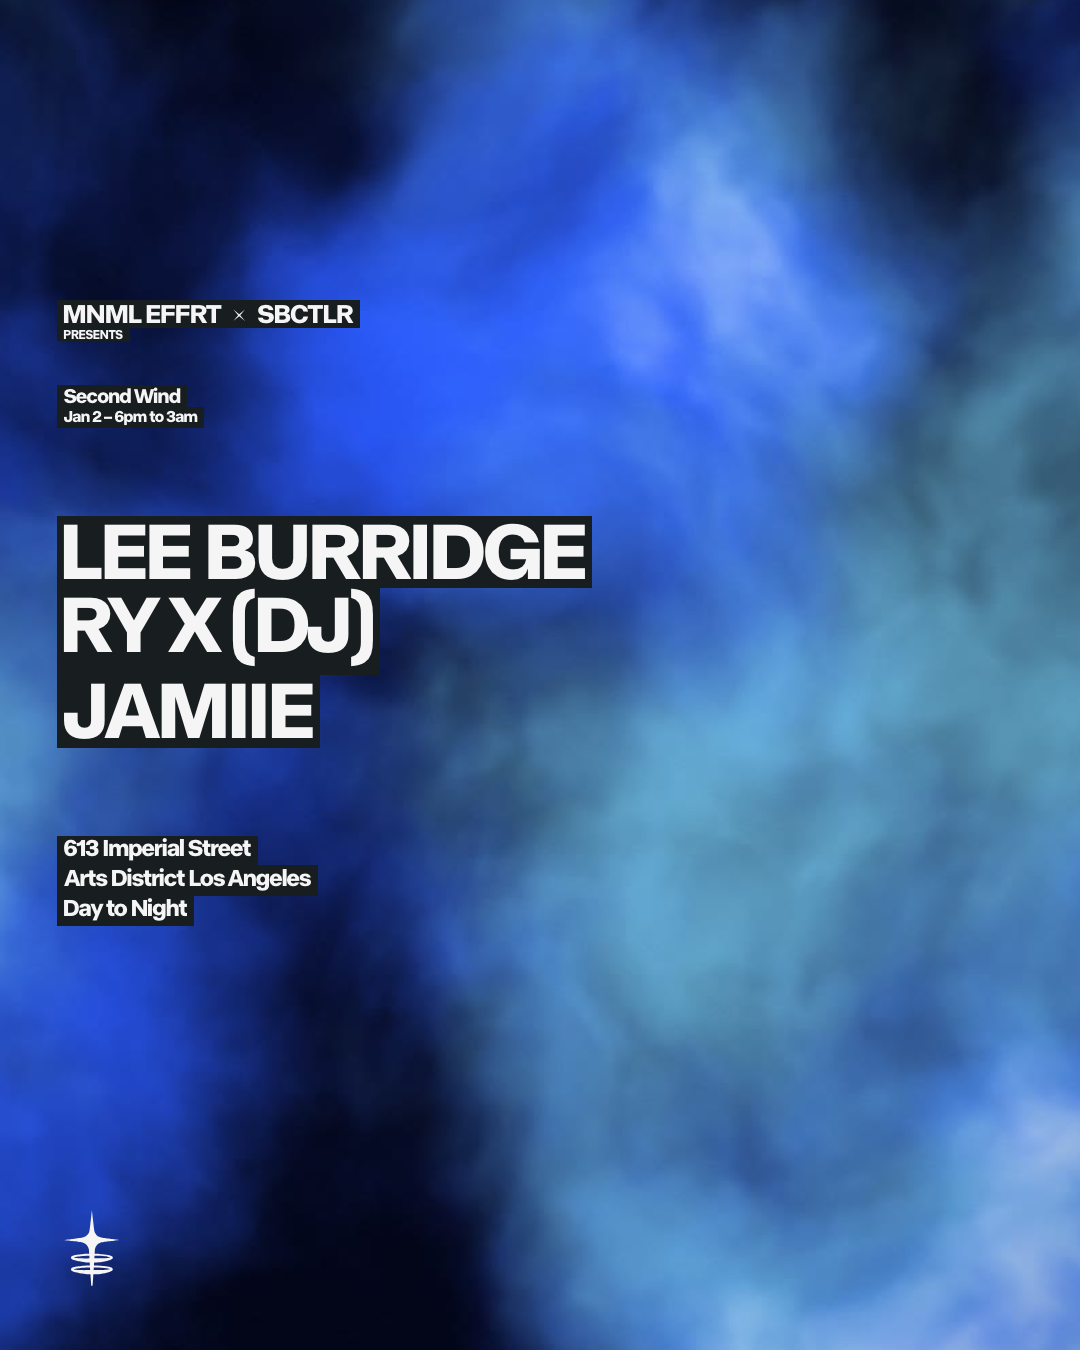 MNML EFFRT × SBCTLR
PRESENTS
Second Wind
Jan 2 – 6pm to 3am
LEE BURRIDGE
RY X (DJ)
JAMIIE
613 Imperial Street
Arts District Los Angeles
Day to Night